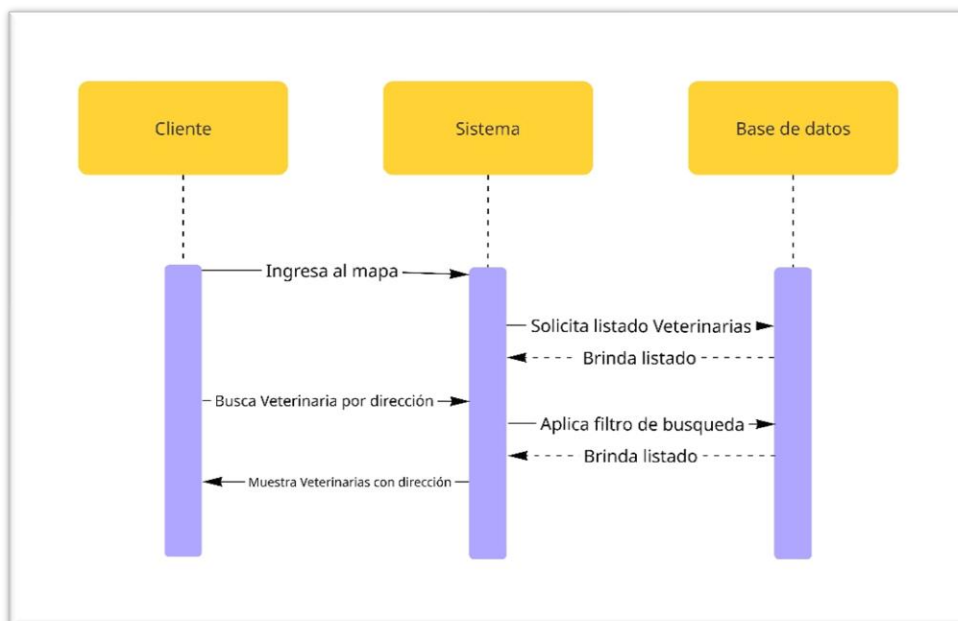 Cliente
Sistema
Base de datos
Ingresa al mapa
Solicita listado Veterinarias
Brinda listado
Busca Veterinaria por dirección
Aplica filtro de busqueda
Brinda listado
Muestra Veterinarias con dirección